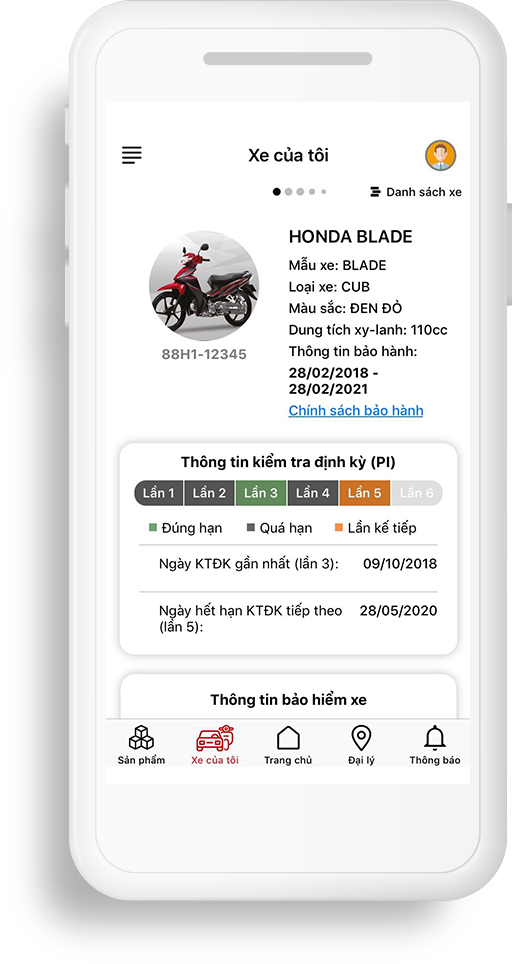 Xe của tôi
Danh sách xe
HONDA BLADE
Mẫu xe: BLADE
Loại xe: CUB
Màu sắc: ĐEN ĐỎ
Dung tích xy-lanh: 110cc
Thông tin bảo hành:
28/02/2018 -
28/02/2021
Chính sách bảo hành
88H1-12345
Thông tin kiểm tra định kỳ (PI)
Lần 1 Lần 2 Lần 3 Lần 4 Lần 5 Lần 6
Đúng hạn Quá hạn Lần kế tiếp
Ngày KTĐK gần nhất (lần 3): 09/10/2018
Ngày hết hạn KTĐK tiếp theo 28/05/2020
(lần 5):
Thông tin bảo hiểm xe
Sản phẩm Xe của tôi Trang chủ Đại lý Thông báo